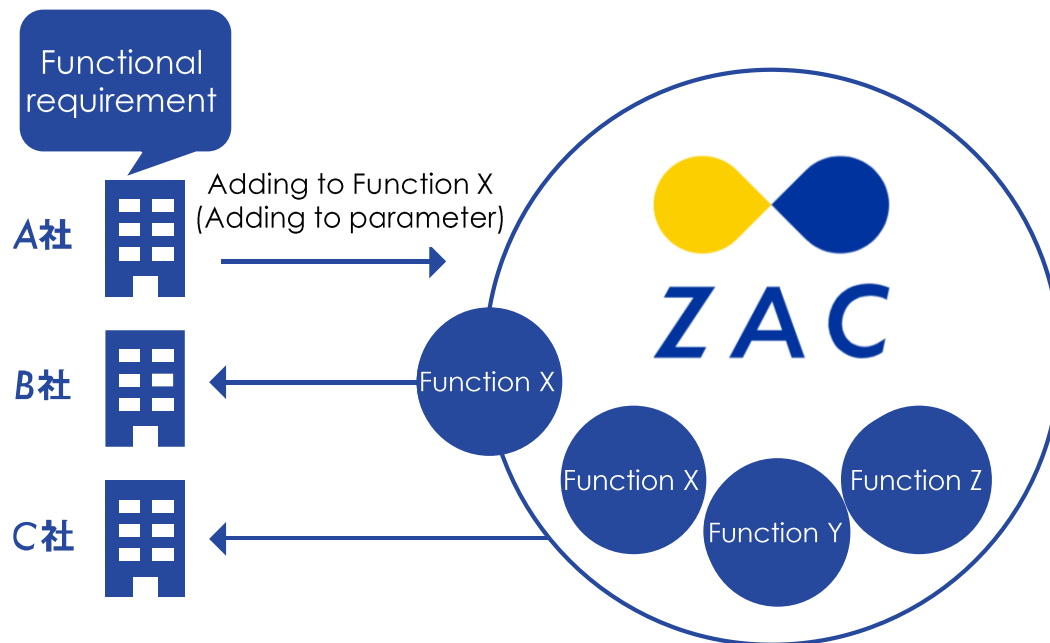 Functional
requirement
Adding to Function X
(Adding to parameter)
A社
ZAC
B社
Function X
Function X
Function Z
Function Y
C社